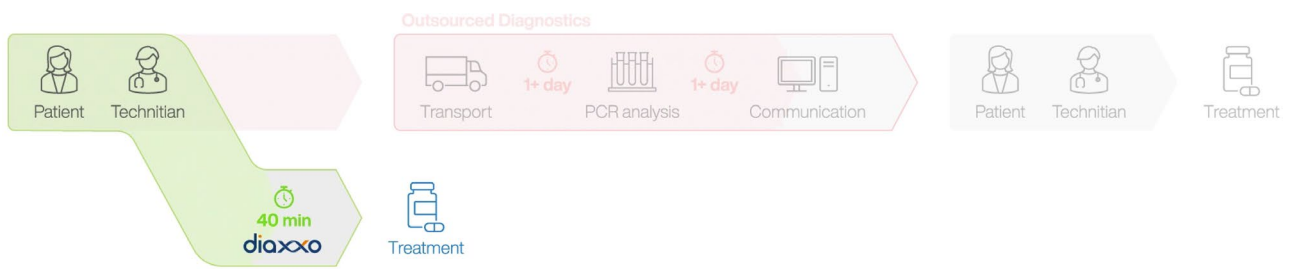 Outsourced Diagnostics
1+ day
1+ day
Patient Technitian Transport PCR analysis Communication Patient Technitian Treatment
40 min
diaxxo
Treatment